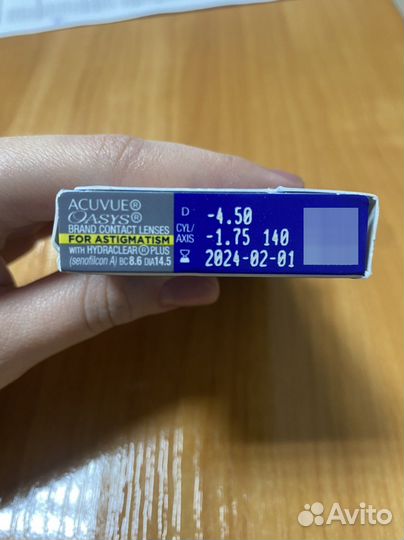 ACUVUE®
OASYS®
BRAND CONTACT LENSES
FOR ASTIGMATISM
WITH HYDRACLEAR® PLUS
(senofilcon A) BC 8.6 DIA 14.5
D -4.50
CYL/AXIS -1.75 140
2024-02-01
Avito